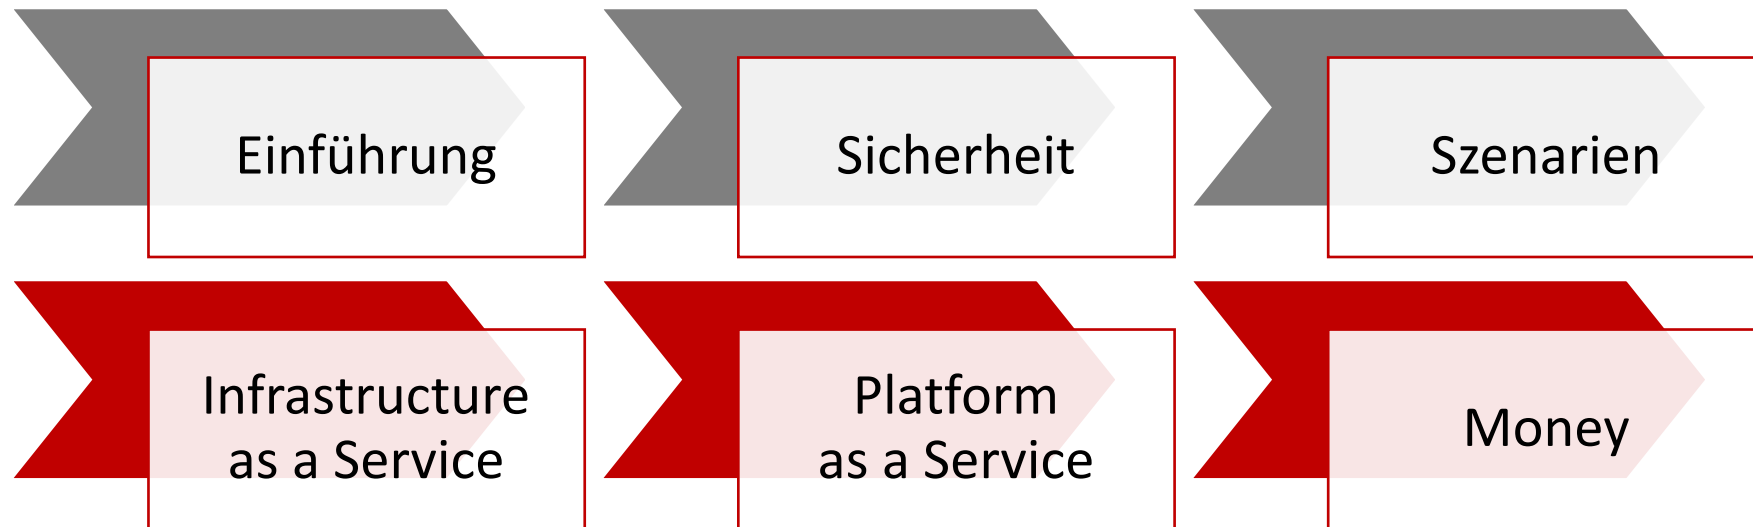 Einführung
Sicherheit
Szenarien
Infrastructure
as a Service
Platform
as a Service
Money